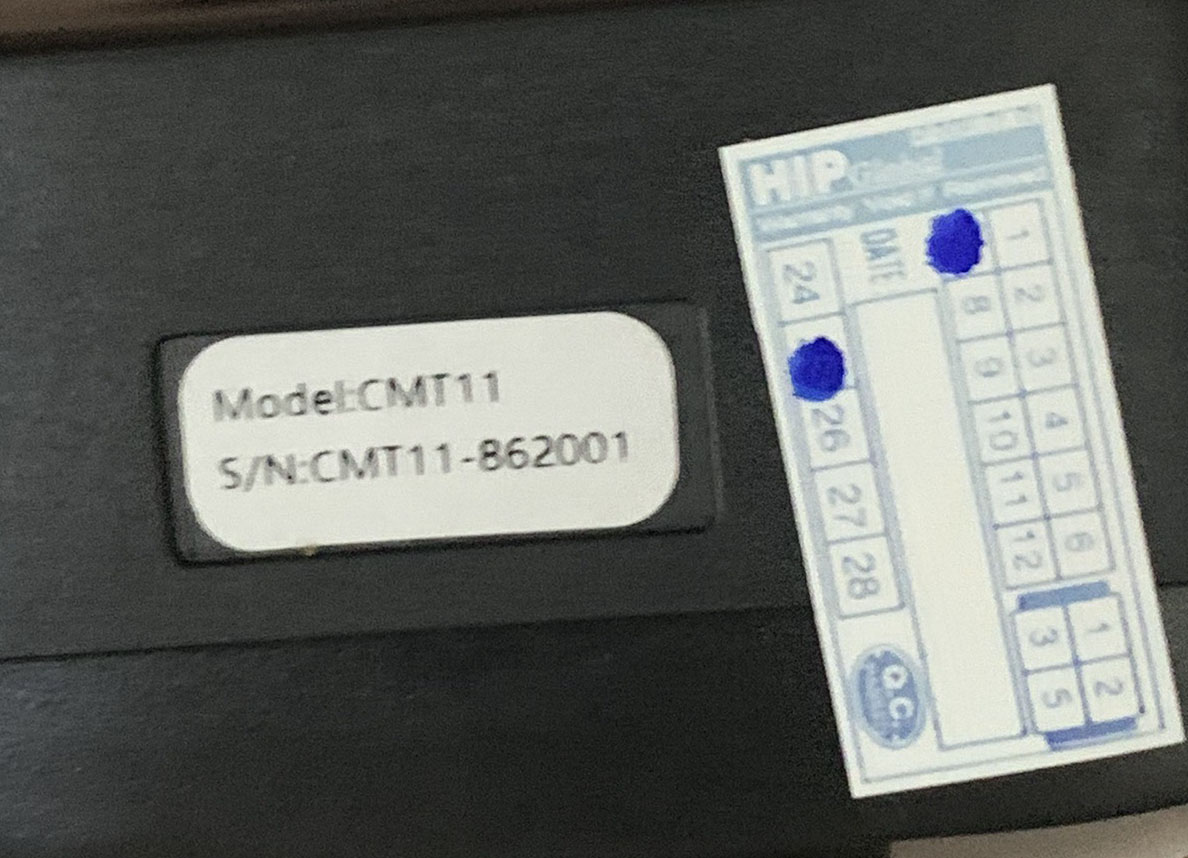 Model:CMT11
S/N:CMT11-862001
HIP Global
DATE
1 2 3 4 5 6
8 9 10 11 12
1 2
3 5
24 26 27 28
Q.C.